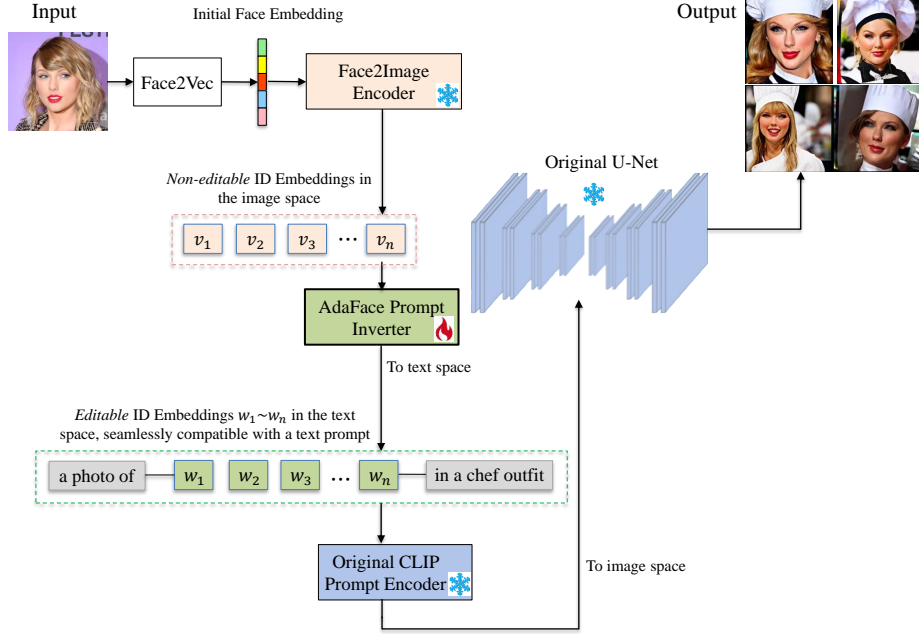 Input
Initial Face Embedding
Output
Face2Vec
Face2Image
Encoder
Non-editable ID Embeddings in
the image space
Original U-Net
v1 v2 v3 ... vn
AdaFace Prompt
Inverter
To text space
Editable ID Embeddings w1~wn in the text
space, seamlessly compatible with a text prompt
a photo of w1 w2 w3 ... wn in a chef outfit
Original CLIP
Prompt Encoder
To image space